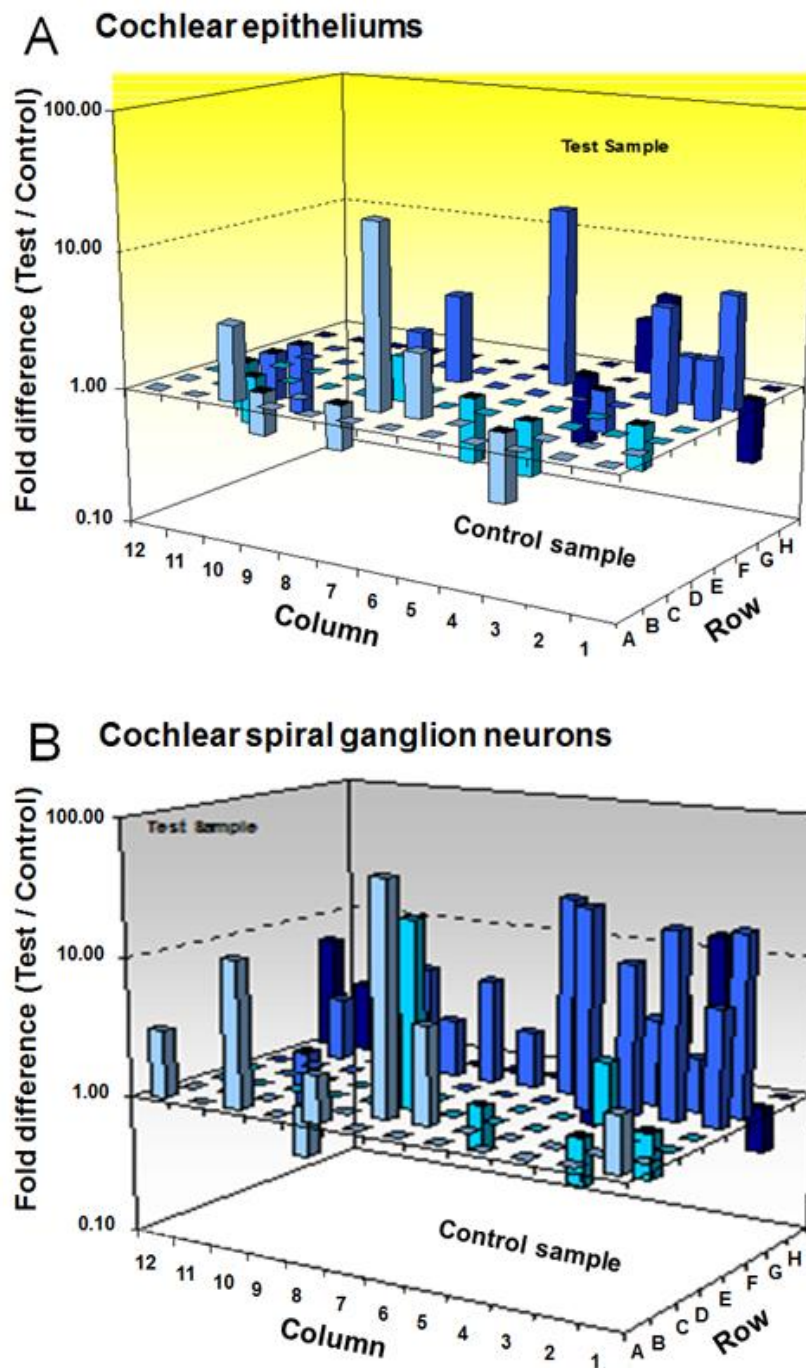 A Cochlear epitheliums
Fold difference (Test / Control)
100.00
10.00
1.00
0.10
Test Sample
Control sample
12 11 10 9 8 7 6 5 4 3 2 1
Column
A B C D E F G H
Row
B Cochlear spiral ganglion neurons
Fold difference (Test / Control)
100.00
10.00
1.00
0.10
Test Sample
Control sample
12 11 10 9 8 7 6 5 4 3 2 1
Column
A B C D E F G H
Row